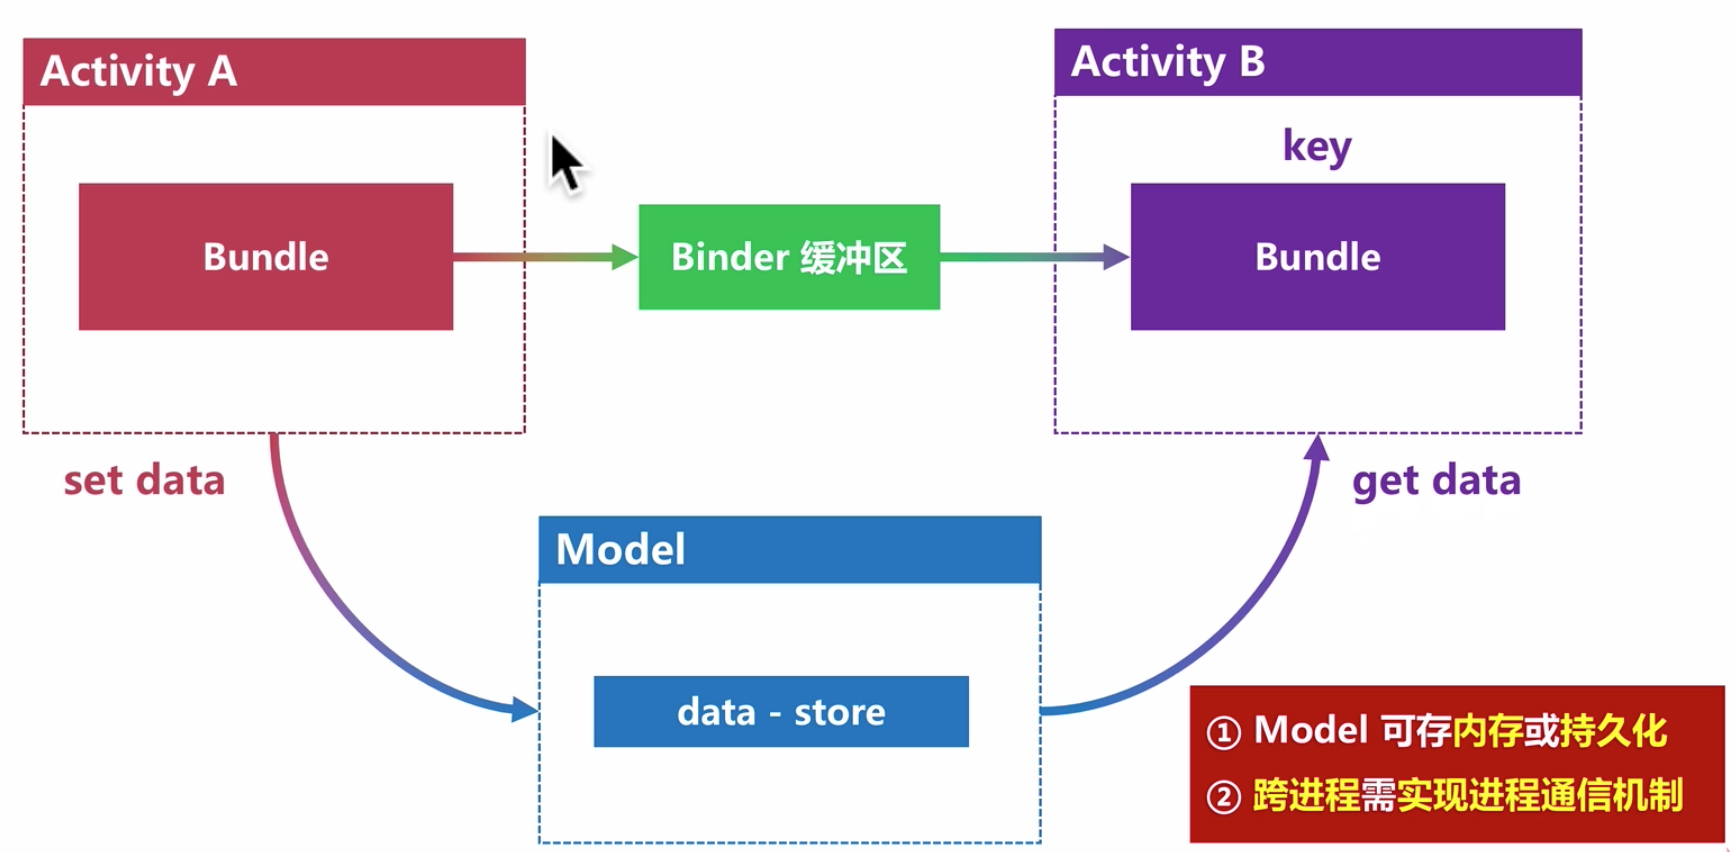 Activity A
Activity B
key
Bundle
Binder 缓冲区
Bundle
set data
get data
Model
data - store
① Model 可存内存或持久化
② 跨进程需实现进程通信机制